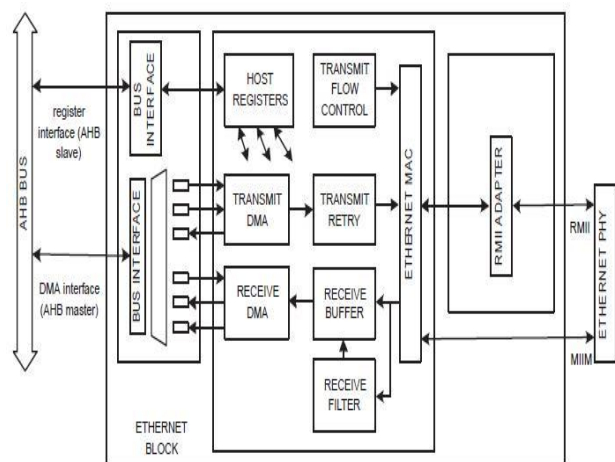 AHB BUS
register
interface (AHB
slave)
DMA interface
(AHB master)
BUS
INTERFACE
BUS INTERFACE
HOST
REGISTERS
TRANSMIT
FLOW
CONTROL
TRANSMIT
DMA
TRANSMIT
RETRY
RECEIVE
DMA
RECEIVE
BUFFER
RECEIVE
FILTER
ETHERNET MAC
RMII ADAPTER
RMII
MIIM
ETHERNET PHY
ETHERNET
BLOCK